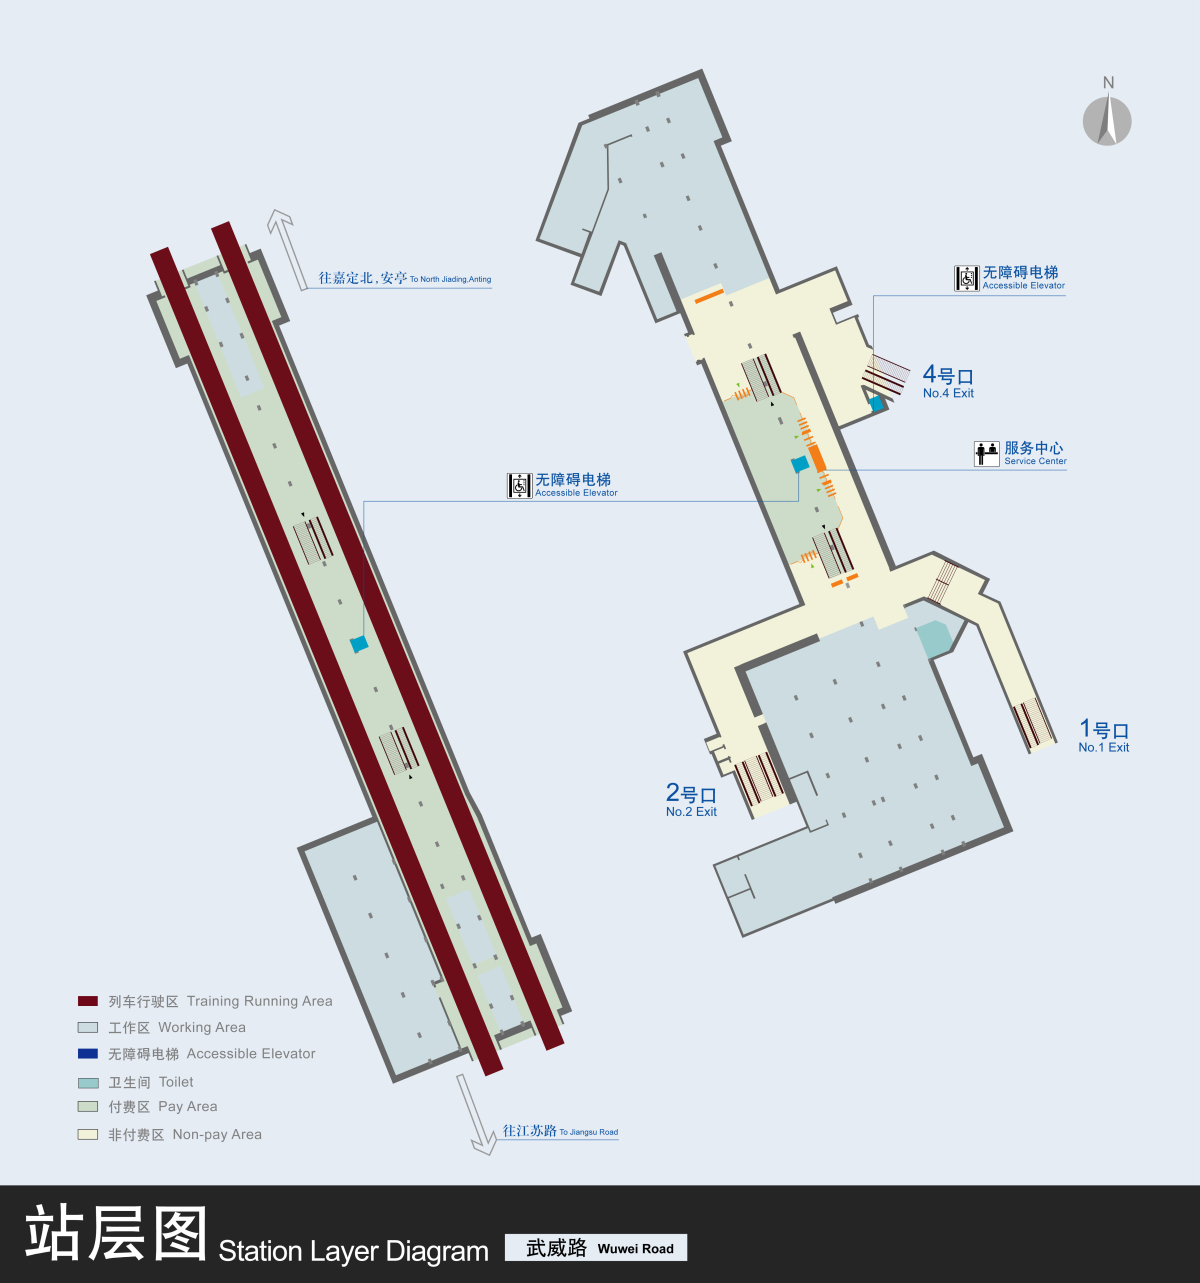 N
往嘉定北,安亭 To North Jiading,Anting
无障碍电梯
Accessible Elevator
4号口
No.4 Exit
服务中心
Service Center
无障碍电梯
Accessible Elevator
1号口
No.1 Exit
2号口
No.2 Exit
列车行驶区 Training Running Area
工作区 Working Area
无障碍电梯 Accessible Elevator
卫生间 Toilet
付费区 Pay Area
非付费区 Non-pay Area
往江苏路 To Jiangsu Road
站层图 Station Layer Diagram 武威路 Wuwei Road